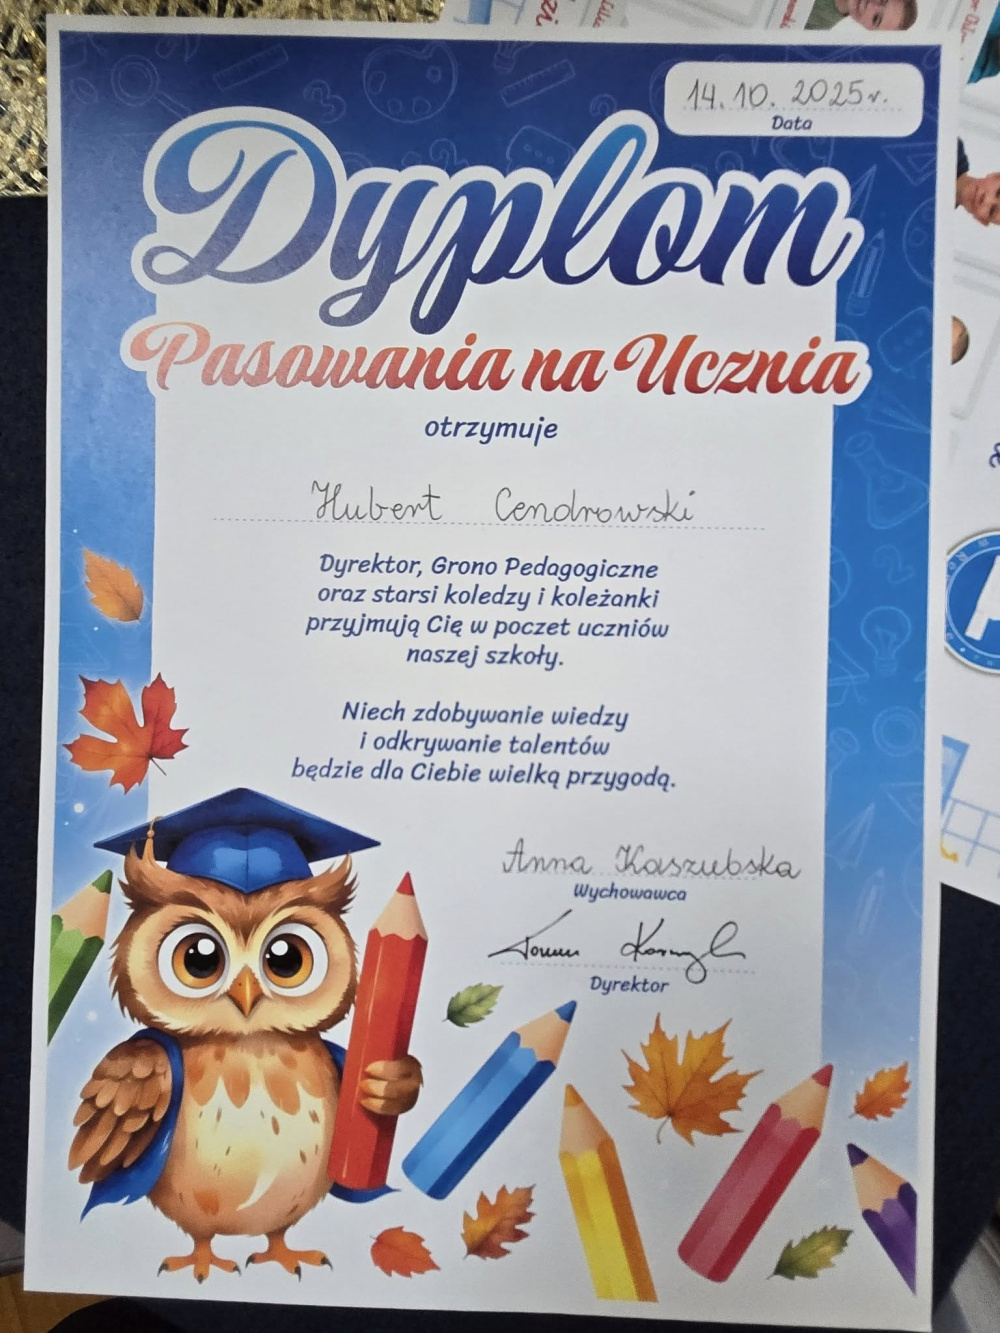 14.10.2025r.
Data
Dyplom
Pasowania na Ucznia
otrzymuje
Hubert Cendrowski
Dyrektor, Grono Pedagogiczne
oraz starsi koledzy i koleżanki
przyjmują Cię w poczet uczniów
naszej szkoły.
Niech zdobywanie wiedzy
i odkrywanie talentów
będzie dla Ciebie wielką przygodą.
Anna Kaszubska
Wychowawca
Dyrektor